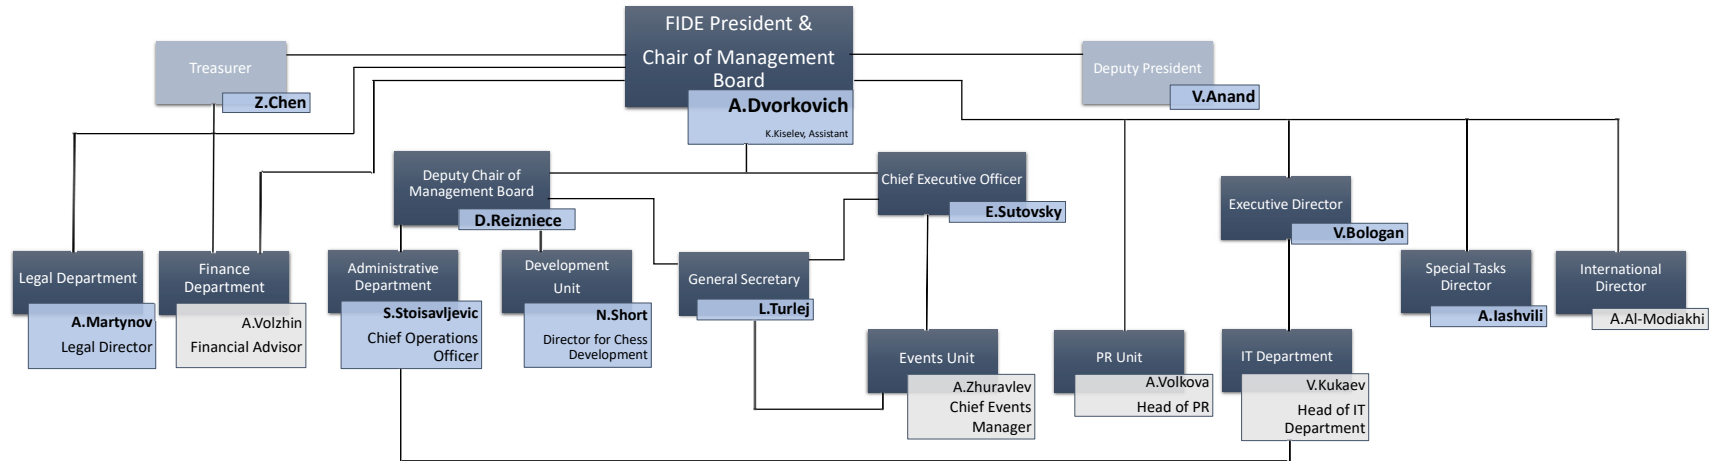 FIDE President &
Chair of Management
Board
A.Dvorkovich
K.Kiselev, Assistant
Treasurer
Z.Chen
Deputy President
V.Anand
Deputy Chair of
Management Board
D.Reizniece
Chief Executive Officer
E.Sutovsky
Executive Director
V.Bologan
Legal Department
A.Martynov
Legal Director
Finance
Department
A.Volzhin
Financial Advisor
Administrative
Department
S.Stoisavljevic
Chief Operations
Officer
Development
Unit
N.Short
Director for Chess
Development
General Secretary
L.Turlej
Special Tasks
Director
A.Iashvili
International
Director
A.Al-Modiakhi
Events Unit
A.Zhuravlev
Chief Events
Manager
PR Unit
A.Volkova
Head of PR
IT Department
V.Kukaev
Head of IT
Department